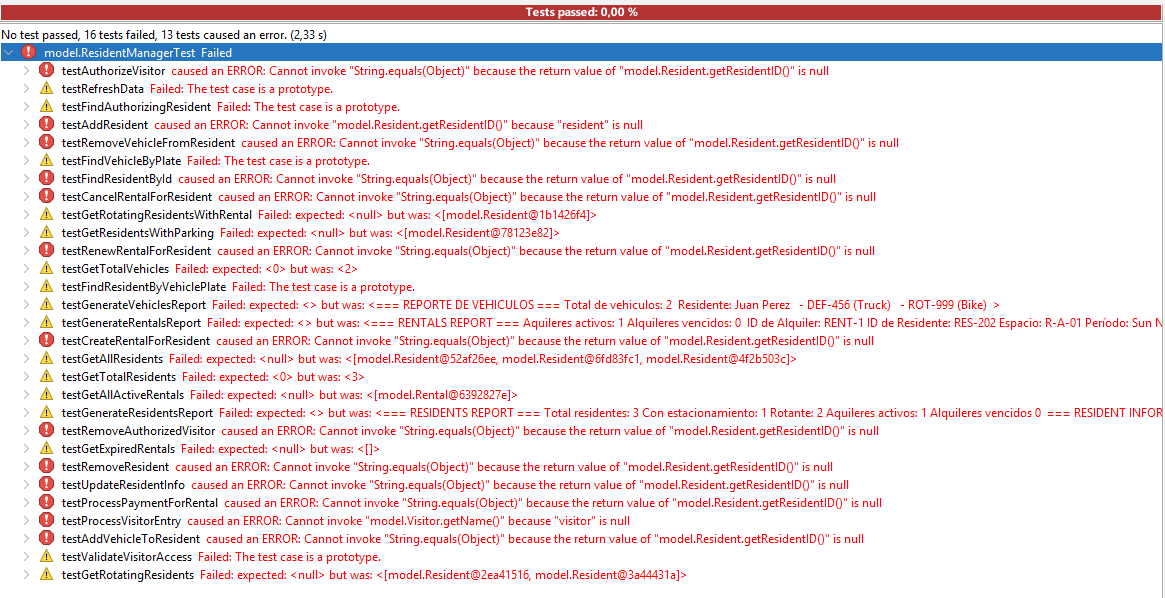 Tests passed: 0,00 %
No test passed, 16 tests failed, 13 tests caused an error. (2,33 s)
model.ResidentManagerTest Failed
testAuthorizeVisitor caused an ERROR: Cannot invoke "String.equals(Object)" because the return value of "model.Resident.getResidentID()" is null
testRefreshData Failed: The test case is a prototype.
testFindAuthorizingResident Failed: The test case is a prototype.
testAddResident caused an ERROR: Cannot invoke "model.Resident.getResidentID()" because "resident" is null
testRemoveVehicleFromResident caused an ERROR: Cannot invoke "String.equals(Object)" because the return value of "model.Resident.getResidentID()" is null
testFindVehicleByPlate Failed: The test case is a prototype.
testFindResidentById caused an ERROR: Cannot invoke "String.equals(Object)" because the return value of "model.Resident.getResidentID()" is null
testCancelRentalForResident caused an ERROR: Cannot invoke "String.equals(Object)" because the return value of "model.Resident.getResidentID()" is null
testGetRotatingResidentsWithRental Failed: expected: <null> but was: <[model.Resident@1b1426f4]>
testGetResidentsWithParking Failed: expected: <null> but was: <[model.Resident@78123e82]>
testRenewRentalForResident caused an ERROR: Cannot invoke "String.equals(Object)" because the return value of "model.Resident.getResidentID()" is null
testGetTotalVehicles Failed: expected: <0> but was: <2>
testFindResidentByVehiclePlate Failed: The test case is a prototype.
testGenerateVehiclesReport Failed: expected: <> but was: <=== REPORTE DE VEHICULOS === Total de vehiculos: 2 Residente: Juan Perez - DEF-456 (Truck) - ROT-999 (Bike) >
testGenerateRentalsReport Failed: expected: <> but was: <=== RENTALS REPORT === Aquileres activos: 1 Alquileres vencidos: 0 ID de Alquiler: RENT-1 ID de Residente: RES-202 Espacio: R-A-01 Período: Sun N
testCreateRentalForResident caused an ERROR: Cannot invoke "String.equals(Object)" because the return value of "model.Resident.getResidentID()" is null
testGetAllResidents Failed: expected: <null> but was: <[model.Resident@52af26ee, model.Resident@6fd83fc1, model.Resident@4f2b503c]>
testGetTotalResidents Failed: expected: <0> but was: <3>
testGetAllActiveRentals Failed: expected: <null> but was: <[model.Rental@6392827e]>
testGenerateResidentsReport Failed: expected: <> but was: <=== RESIDENTS REPORT === Total residentes: 3 Con estacionamiento: 1 Rotante: 2 Aquileres activos: 1 Alquileres vencidos 0 === RESIDENT INFOR
testRemoveAuthorizedVisitor caused an ERROR: Cannot invoke "String.equals(Object)" because the return value of "model.Resident.getResidentID()" is null
testGetExpiredRentals Failed: expected: <null> but was: <[]>
testRemoveResident caused an ERROR: Cannot invoke "String.equals(Object)" because the return value of "model.Resident.getResidentID()" is null
testUpdateResidentInfo caused an ERROR: Cannot invoke "String.equals(Object)" because the return value of "model.Resident.getResidentID()" is null
testProcessPaymentForRental caused an ERROR: Cannot invoke "String.equals(Object)" because the return value of "model.Resident.getResidentID()" is null
testProcessVisitorEntry caused an ERROR: Cannot invoke "model.Visitor.getName()" because "visitor" is null
testAddVehicleToResident caused an ERROR: Cannot invoke "String.equals(Object)" because the return value of "model.Resident.getResidentID()" is null
testValidateVisitorAccess Failed: The test case is a prototype.
testGetRotatingResidents Failed: expected: <null> but was: <[model.Resident@2ea41516, model.Resident@3a44431a]>